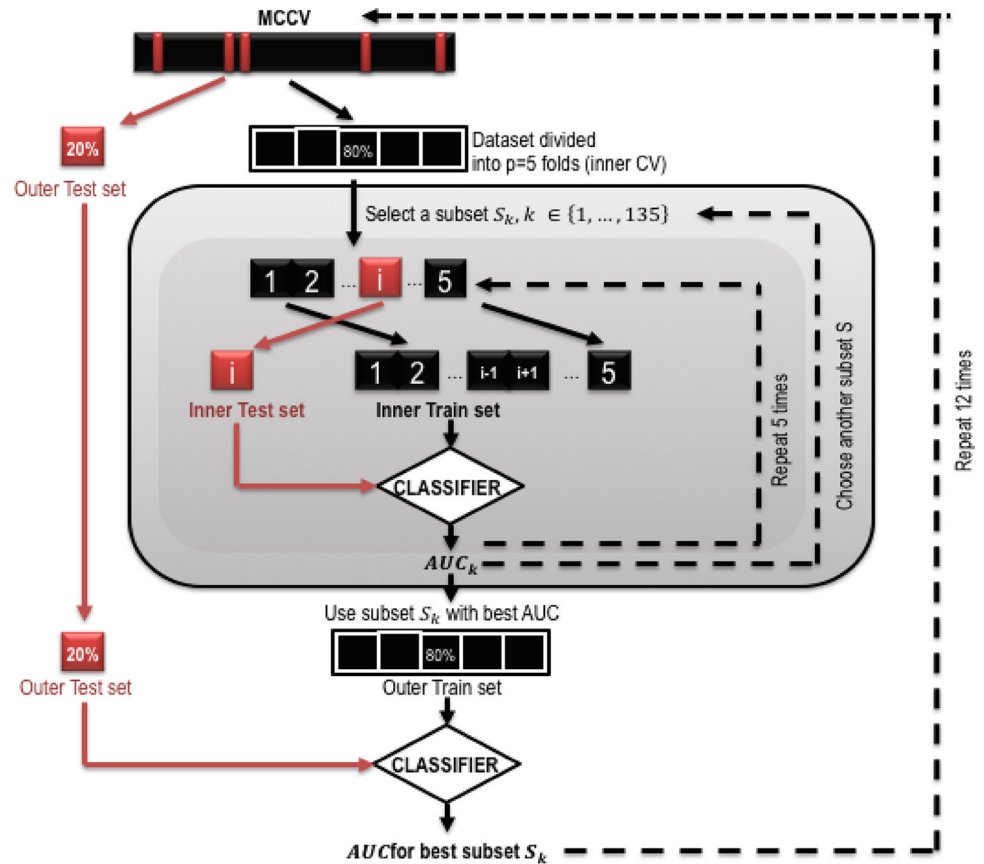 MCCV
20%
Outer Test set
80%
Dataset divided
into p=5 folds (inner CV)
Select a subset S_k, k ∈ {1, ..., 135}
1 2 ... i ... 5
i
1 2 ... i-1 i+1 ... 5
Inner Test set
Inner Train set
CLASSIFIER
AUC_k
Repeat 5 times
Choose another subset S
Repeat 12 times
Use subset S_k with best AUC
20%
80%
Outer Test set
Outer Train set
CLASSIFIER
AUC for best subset S_k